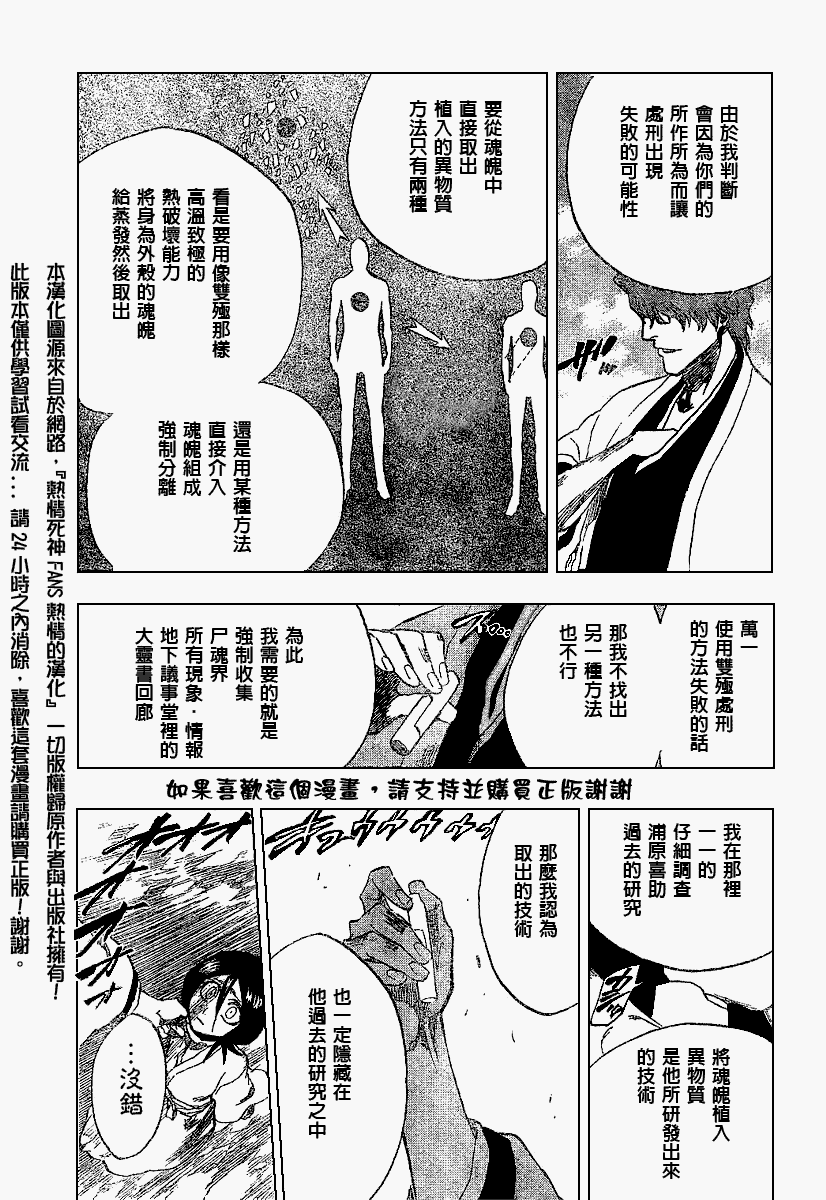 由於我判斷
會因為你們的
所作所為而讓
處刑出現
失敗的可能性
要從魂魄中
直接取出
植入的異物質
方法只有兩種
看是要用像雙殛那樣
高溫致極的
熱破壞能力
將身為外殼的魂魄
給蒸發然後取出
還是用某種方法
直接介入
魂魄組成
強制分離
萬一
使用雙殛處刑
的方法失敗的話
那我不找出
另一種方法
也不行
為此
我需要的就是
強制收集
尸魂界
所有現象·情報
地下議事堂裡的
大靈書回廊
如果喜歡這個漫畫，請支持並購買正版謝謝
我在那裡
一一的
仔細調查
浦原喜助
過去的研究
將魂魄植入
異物質
是他所研發出來
的技術
那麼我認為
取出的技術
也一定隱藏在
他過去的研究之中
…沒錯
本漢化圖源來自於網路，『熱情死神FANS熱情的漢化』一切版權歸原作者與出版社擁有！
此版本僅供學習試看交流...請24小時之內消除，喜歡這套漫畫請購買正版！謝謝。